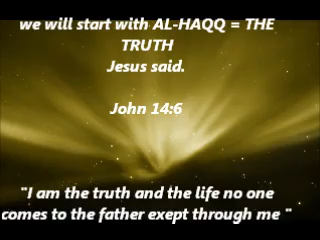 we will start with AL-HAQQ = THE
TRUTH
Jesus said.
John 14:6
"I am the truth and the life no one
comes to the father exept through me "